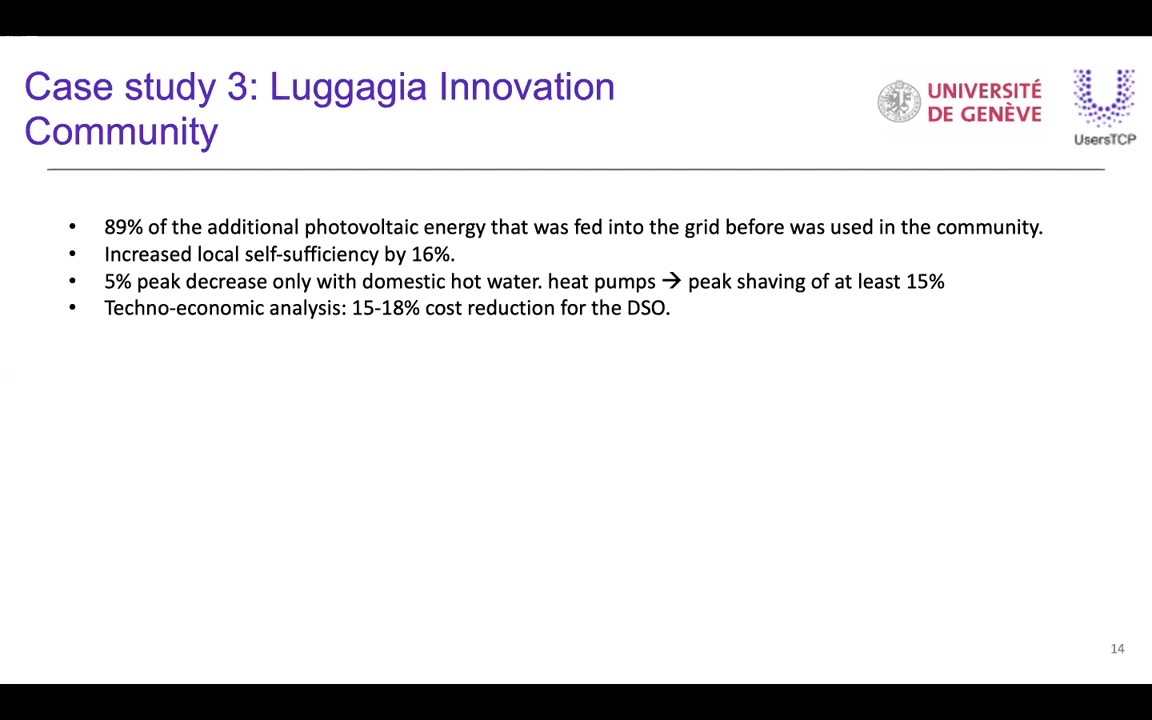 Case study 3: Luggagia Innovation
Community
UNIVERSITÉ
DE GENÈVE
UsersTCP
• 89% of the additional photovoltaic energy that was fed into the grid before was used in the community.
• Increased local self-sufficiency by 16%.
• 5% peak decrease only with domestic hot water. heat pumps → peak shaving of at least 15%
• Techno-economic analysis: 15-18% cost reduction for the DSO.
14